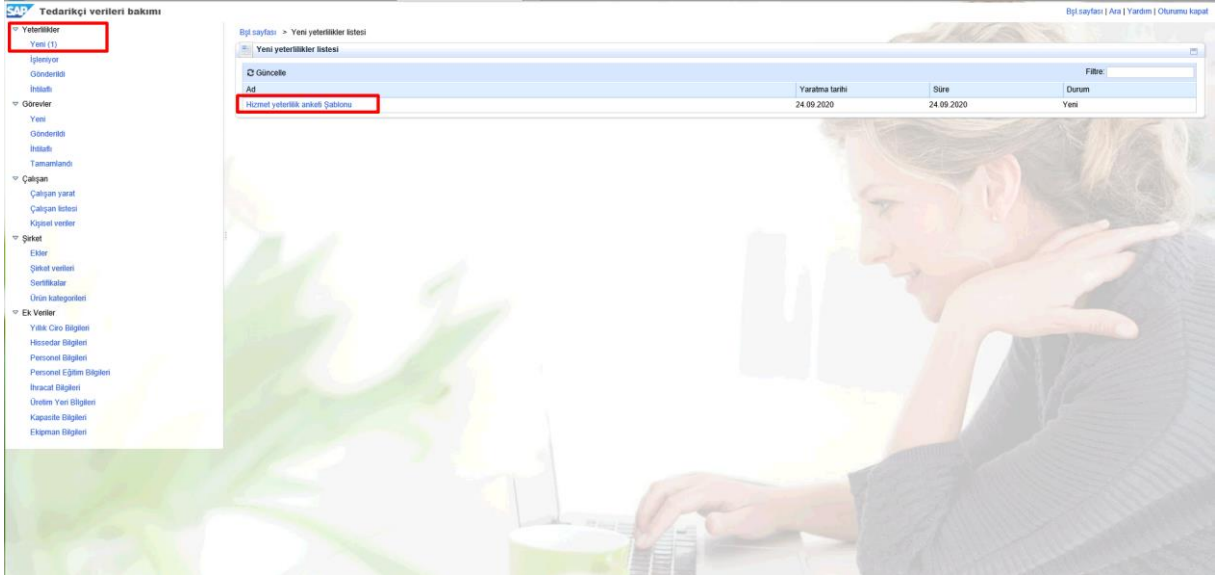 SAP Tedarikçi verileri bakımı
Bşl.sayfası | Ara | Yardım | Oturumu kapat
Yeterlilikler
Yeni (1)
İşleniyor
Gönderildi
İhtilaflı
Görevler
Yeni
Gönderildi
İhtilaflı
Tamamlandı
Çalışan
Çalışan yarat
Çalışan listesi
Kişisel veriler
Şirket
Ekler
Şirket verileri
Sertifikalar
Ürün kategorileri
Ek Veriler
Yıllık Ciro Bilgileri
Hissedar Bilgileri
Personel Bilgileri
Personel Eğitim Bilgileri
İhracat Bilgileri
Üretim Yeri Bilgileri
Kapasite Bilgileri
Ekipman Bilgileri
Bşl.sayfası > Yeni yeterlilikler listesi
Yeni yeterlilikler listesi
Güncelle Filtre:
Ad Yaratma tarihi Süre Durum
Hizmet yeterlilik anketi Şablonu 24.09.2020 24.09.2020 Yeni